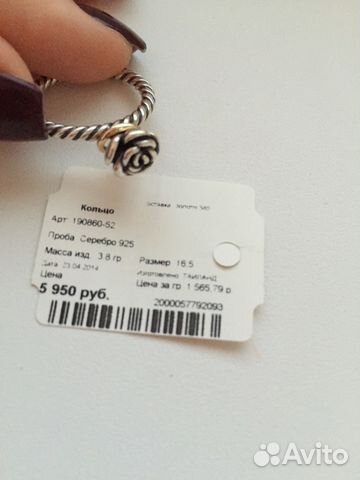 Кольцо
вставка Золото 585
Арт 190860-52
Проба Серебро 925
Масса изд. 3.8 гр. Размер 16.5
Дата 23.04.2014 Изготовлено ТАИЛАНД
Цена Цена за гр. 1 565,79 р.
5 950 руб.
2000057792093
Avito